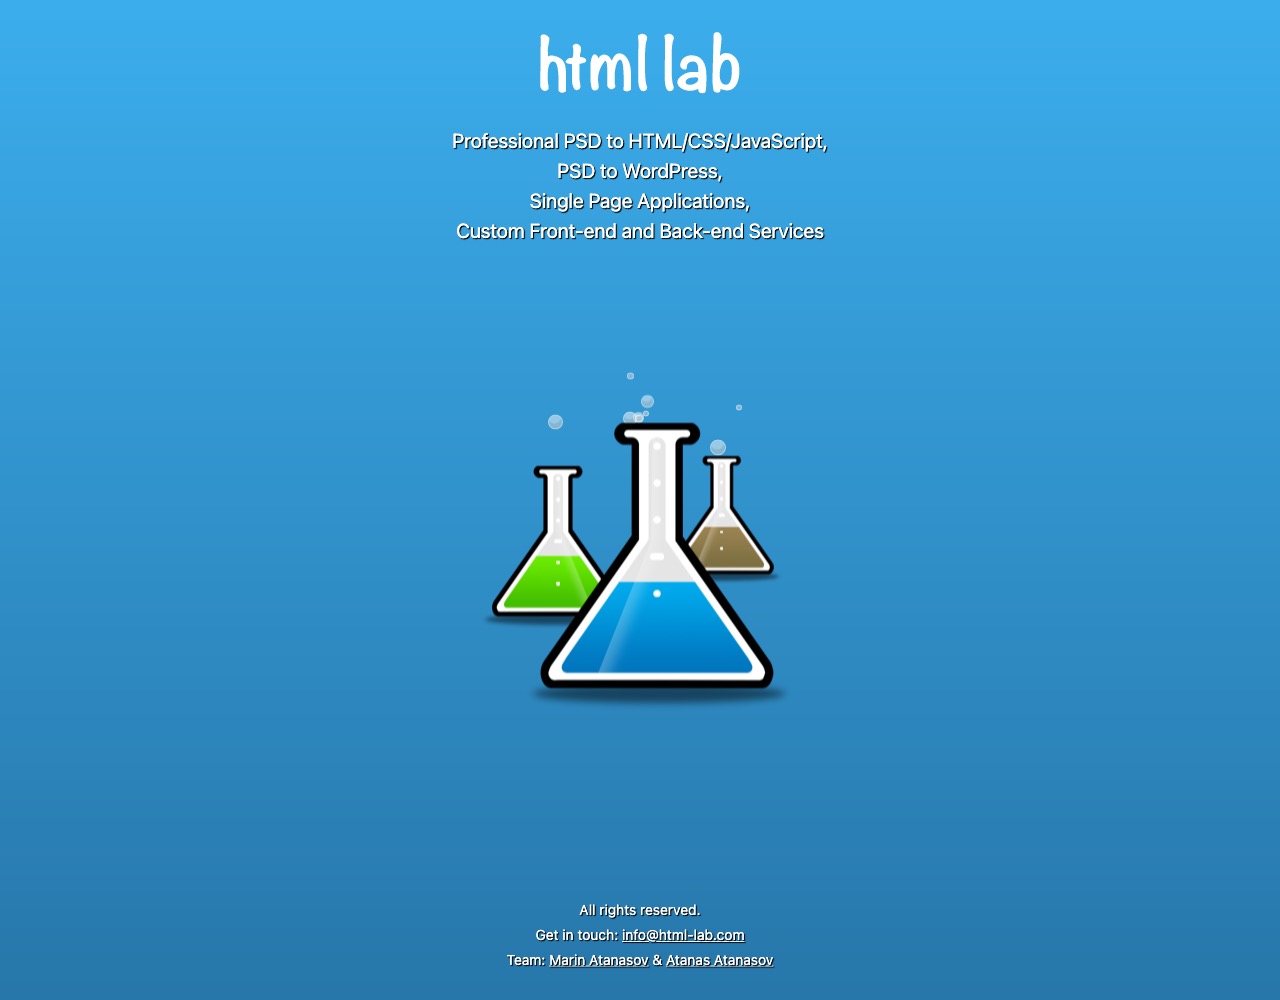 html lab
Professional PSD to HTML/CSS/JavaScript,
PSD to WordPress,
Single Page Applications,
Custom Front-end and Back-end Services
All rights reserved.
Get in touch: info@html-lab.com
Team: Marin Atanasov & Atanas Atanasov